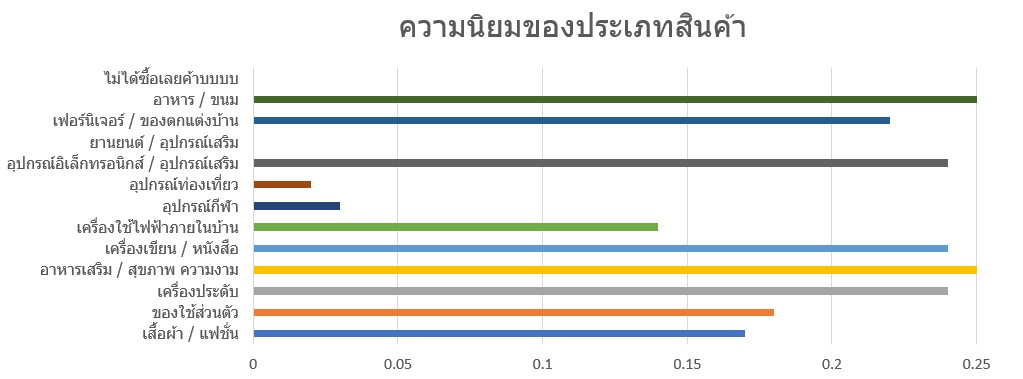 ความนิยมของประเภทสินค้า
ไม่ได้ซื้อเลยค้าบบบบ
อาหาร / ขนม
เฟอร์นิเจอร์ / ของตกแต่งบ้าน
ยานยนต์ / อุปกรณ์เสริม
อุปกรณ์อิเล็กทรอนิกส์ / อุปกรณ์เสริม
อุปกรณ์ท่องเที่ยว
อุปกรณ์กีฬา
เครื่องใช้ไฟฟ้าภายในบ้าน
เครื่องเขียน / หนังสือ
อาหารเสริม / สุขภาพ ความงาม
เครื่องประดับ
ของใช้ส่วนตัว
เสื้อผ้า / แฟชั่น
0 0.05 0.1 0.15 0.2 0.25